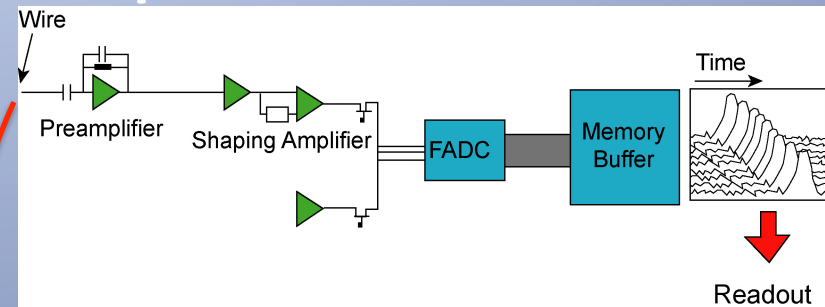 Wire
Time
Preamplifier
Shaping Amplifier
FADC
Memory
Buffer
Readout